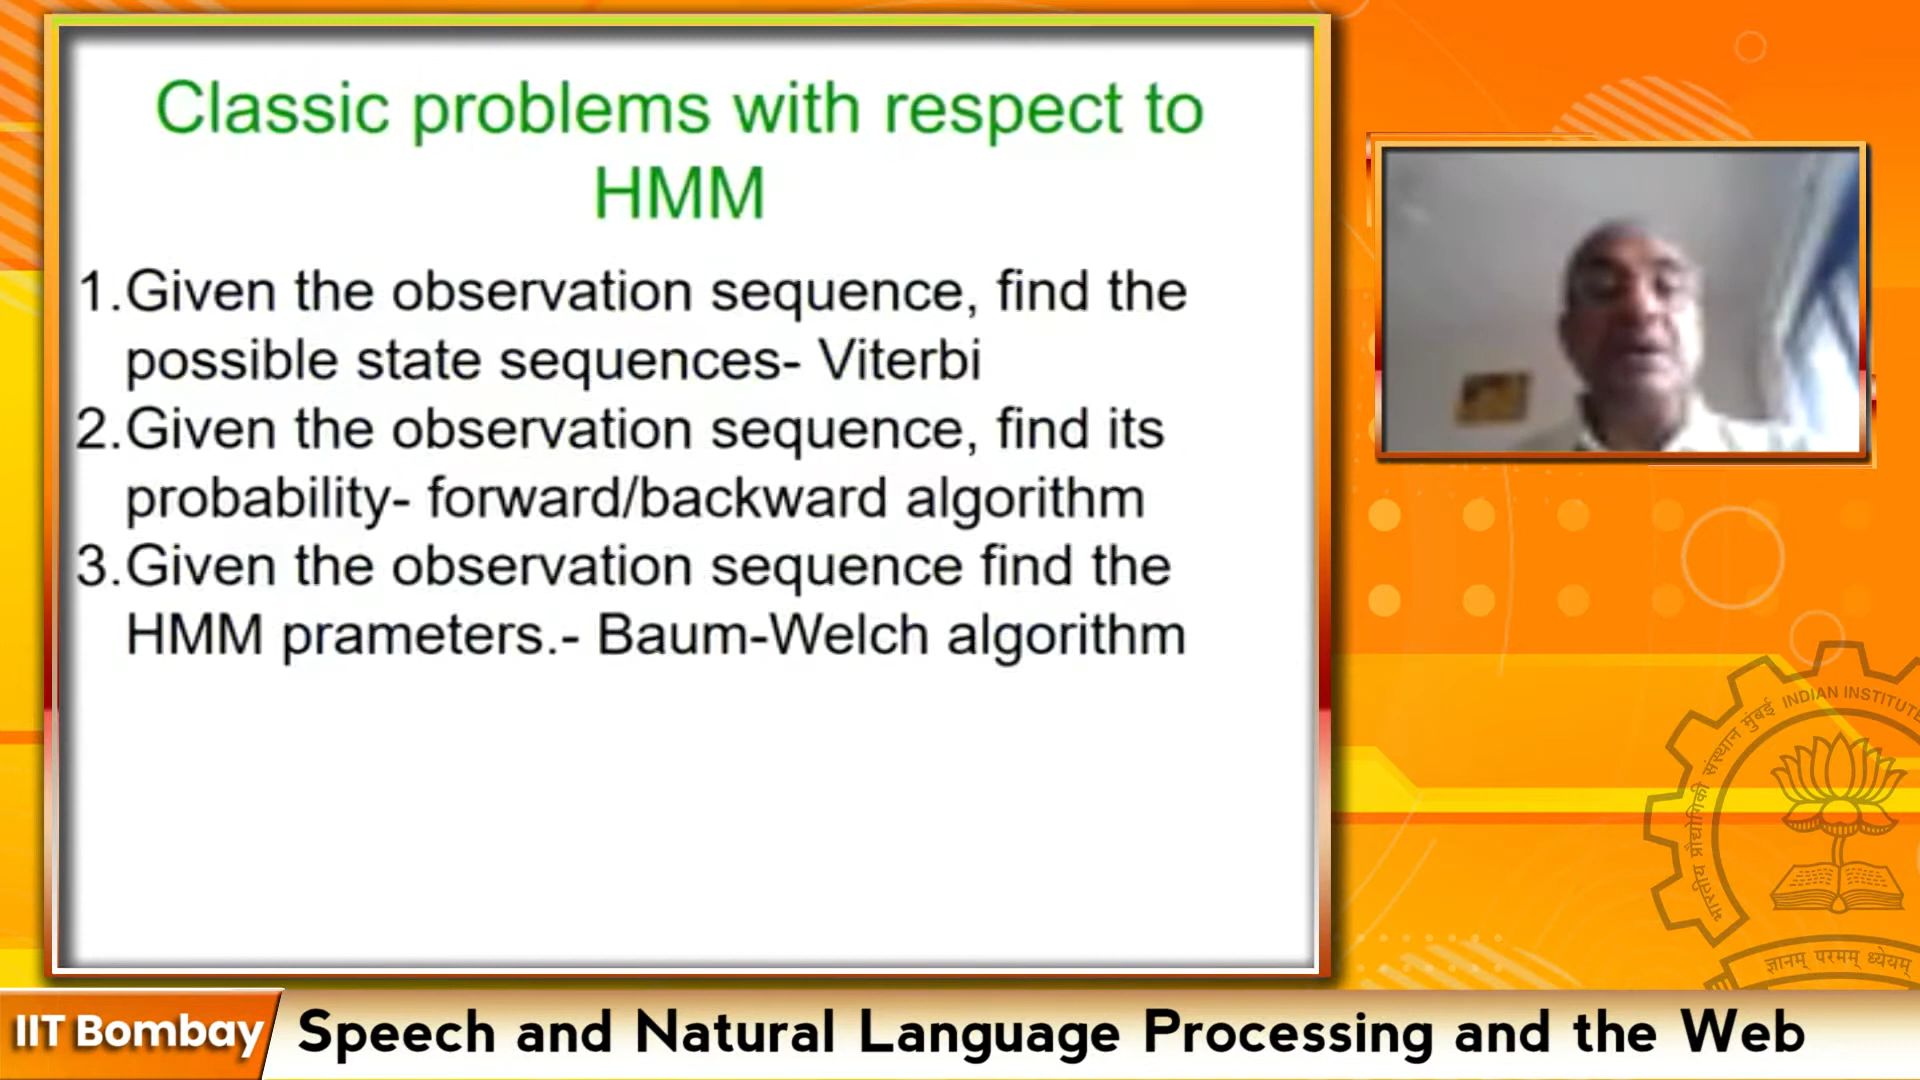 Classic problems with respect to
HMM
1.Given the observation sequence, find the
possible state sequences- Viterbi
2.Given the observation sequence, find its
probability- forward/backward algorithm
3.Given the observation sequence find the
HMM prameters.- Baum-Welch algorithm
भारतीय प्रौद्योगिकी संस्थान मुंबई INDIAN INSTITUTE
ज्ञानम् परमम् ध्येयम्
IIT Bombay
Speech and Natural Language Processing and the Web